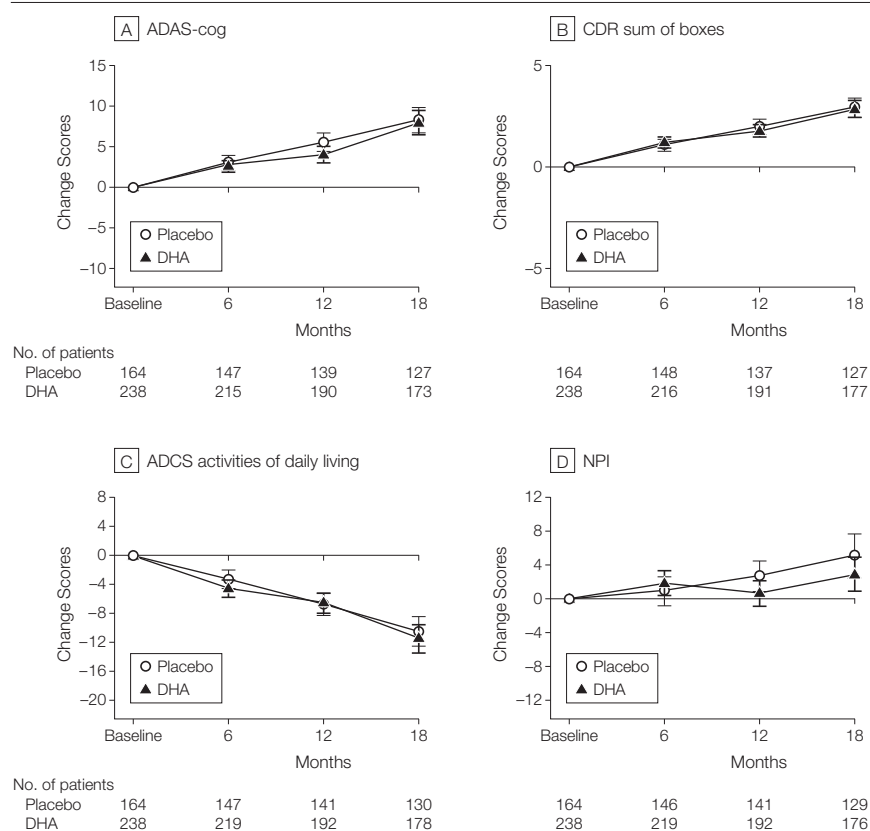 A ADAS-cog
15
10
5
0
−5
−10
Change Scores
Placebo
DHA
Baseline 6 12 18
Months
No. of patients
Placebo 164 147 139 127
DHA 238 215 190 173
B CDR sum of boxes
5
0
−5
Change Scores
Placebo
DHA
Baseline 6 12 18
Months
164 148 137 127
238 216 191 177
C ADCS activities of daily living
8
4
0
−4
−8
−12
−16
−20
Change Scores
Placebo
DHA
Baseline 6 12 18
Months
No. of patients
Placebo 164 147 141 130
DHA 238 219 192 178
D NPI
12
8
4
0
−4
−8
−12
Change Scores
Placebo
DHA
Baseline 6 12 18
Months
164 146 141 129
238 219 192 176